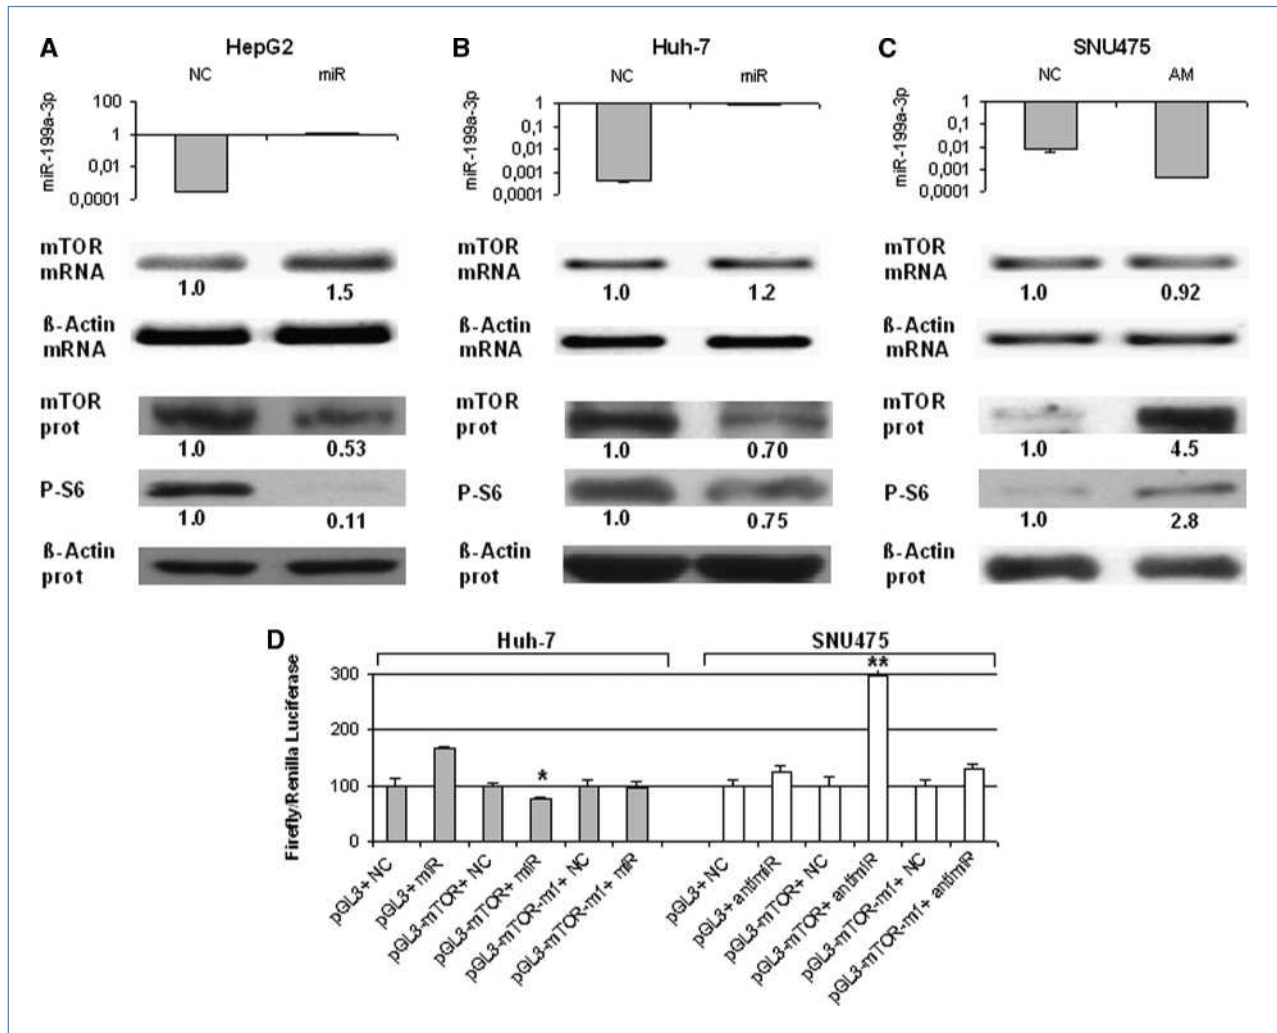 A HepG2
NC miR
miR-199a-3p
100
1
0,01
0,0001
mTOR
mRNA
1.0 1.5
ß-Actin
mRNA
mTOR
prot
1.0 0.53
P-S6
1.0 0.11
ß-Actin
prot
B Huh-7
NC miR
miR-199a-3p
1
0,1
0,01
0,001
0,0001
mTOR
mRNA
1.0 1.2
ß-Actin
mRNA
mTOR
prot
1.0 0.70
P-S6
1.0 0.75
ß-Actin
prot
C SNU475
NC AM
miR-199a-3p
1
0,1
0,01
0,001
0,0001
mTOR
mRNA
1.0 0.92
ß-Actin
mRNA
mTOR
prot
1.0 4.5
P-S6
1.0 2.8
ß-Actin
prot
D Huh-7 SNU475
Firefly/Renilla Luciferase
300
200
100
0
* **
pGL3+ NC
pGL3+ miR
pGL3-mTOR+ NC
pGL3-mTOR+ miR
pGL3-mTOR-m1+ NC
pGL3-mTOR-m1+ miR
pGL3+ NC
pGL3+ antimiR
pGL3-mTOR+ NC
pGL3-mTOR+ antimiR
pGL3-mTOR-m1+ NC
pGL3-mTOR-m1+ antimiR